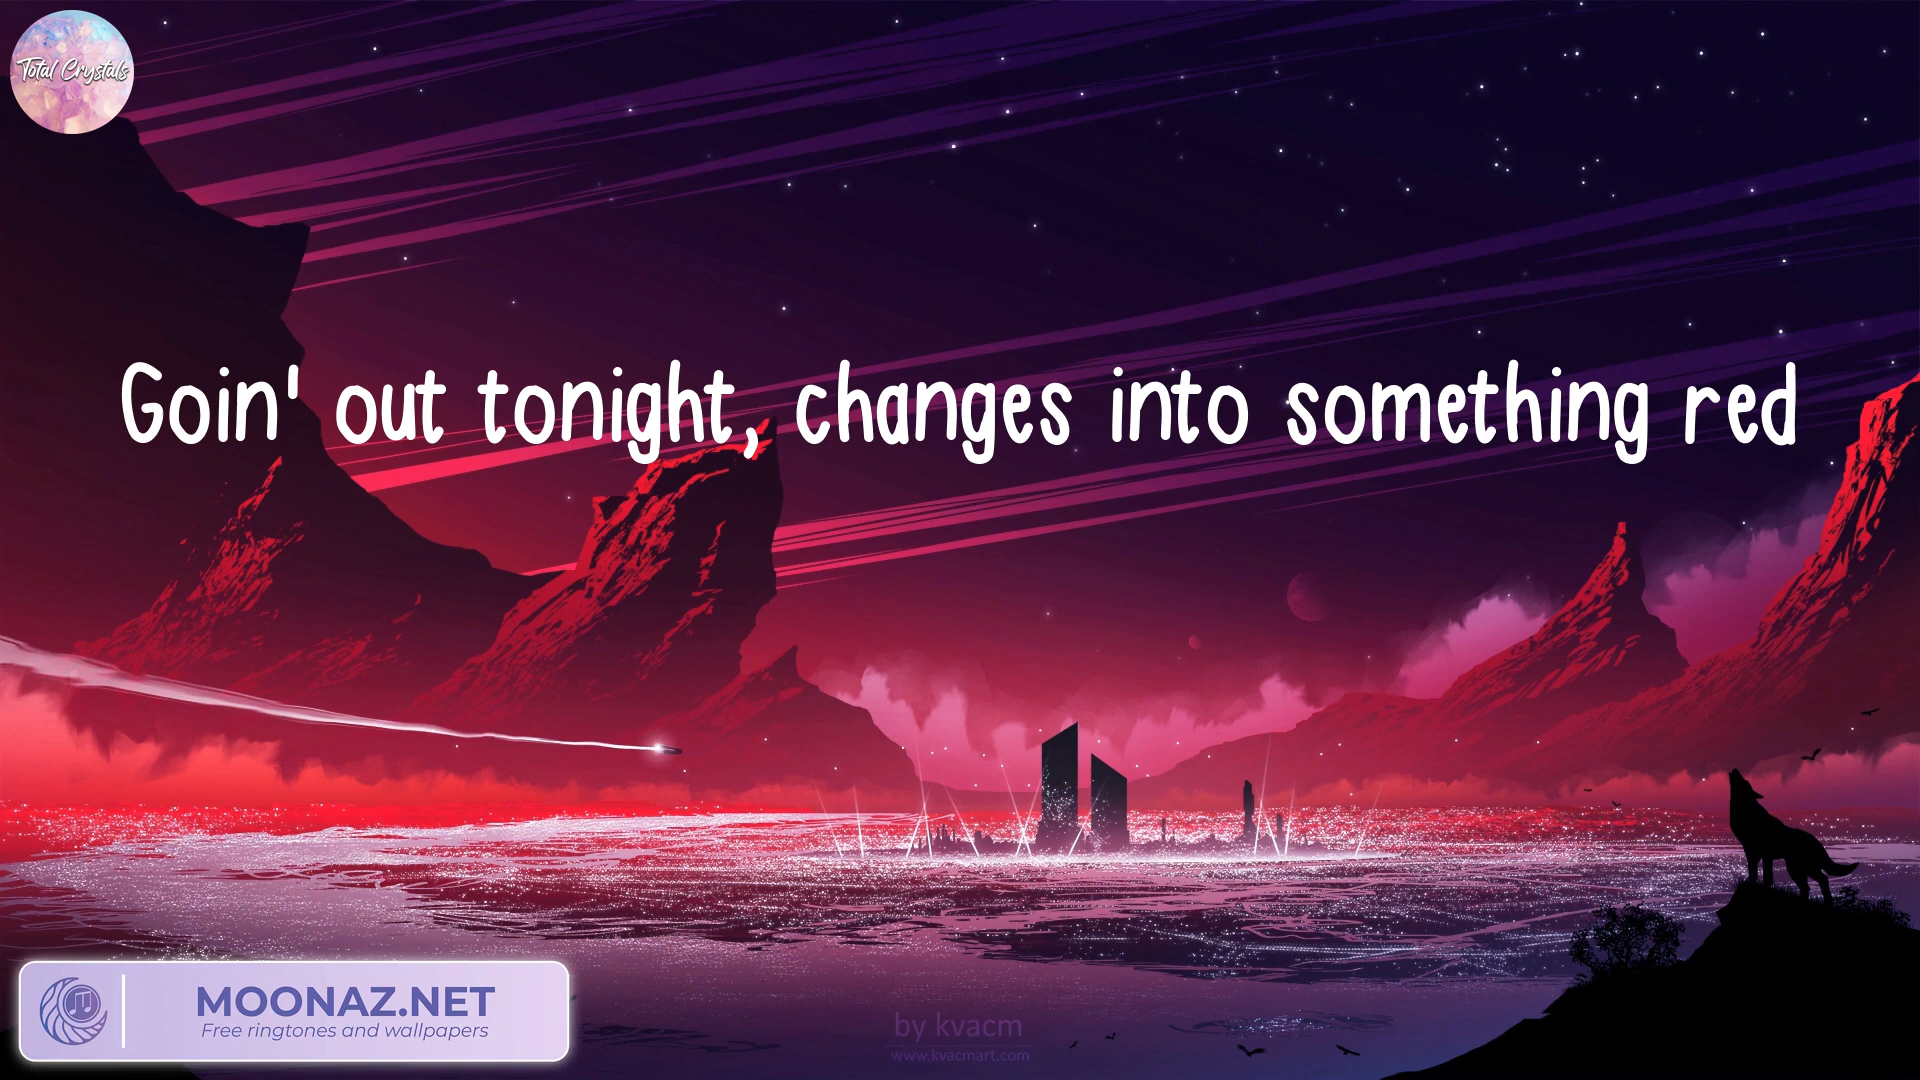 Total Crystals
Goin' out tonight, changes into something red
MOONAZ.NET
Free ringtones and wallpapers
by kvacm
www.kvacmart.com